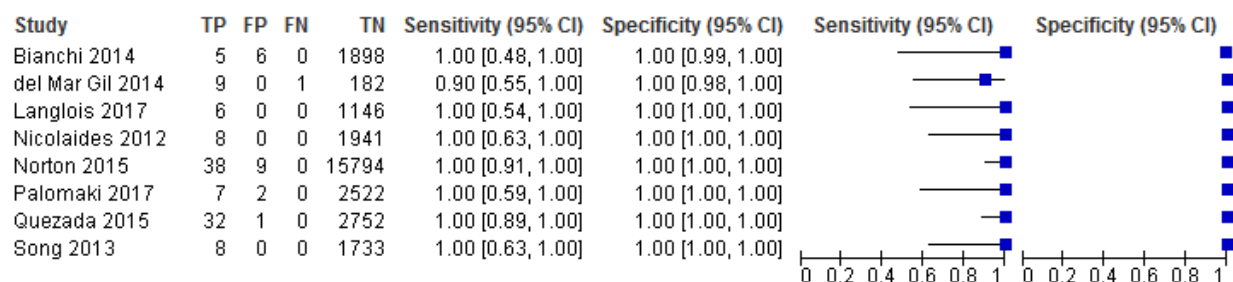 Study TP FP FN TN Sensitivity (95% CI) Specificity (95% CI) Sensitivity (95% CI) Specificity (95% CI)
Bianchi 2014 5 6 0 1898 1.00 [0.48, 1.00] 1.00 [0.99, 1.00]
del Mar Gil 2014 9 0 1 182 0.90 [0.55, 1.00] 1.00 [0.98, 1.00]
Langlois 2017 6 0 0 1146 1.00 [0.54, 1.00] 1.00 [1.00, 1.00]
Nicolaides 2012 8 0 0 1941 1.00 [0.63, 1.00] 1.00 [1.00, 1.00]
Norton 2015 38 9 0 15794 1.00 [0.91, 1.00] 1.00 [1.00, 1.00]
Palomaki 2017 7 2 0 2522 1.00 [0.59, 1.00] 1.00 [1.00, 1.00]
Quezada 2015 32 1 0 2752 1.00 [0.89, 1.00] 1.00 [1.00, 1.00]
Song 2013 8 0 0 1733 1.00 [0.63, 1.00] 1.00 [1.00, 1.00]
0 0.2 0.4 0.6 0.8 1 0 0.2 0.4 0.6 0.8 1